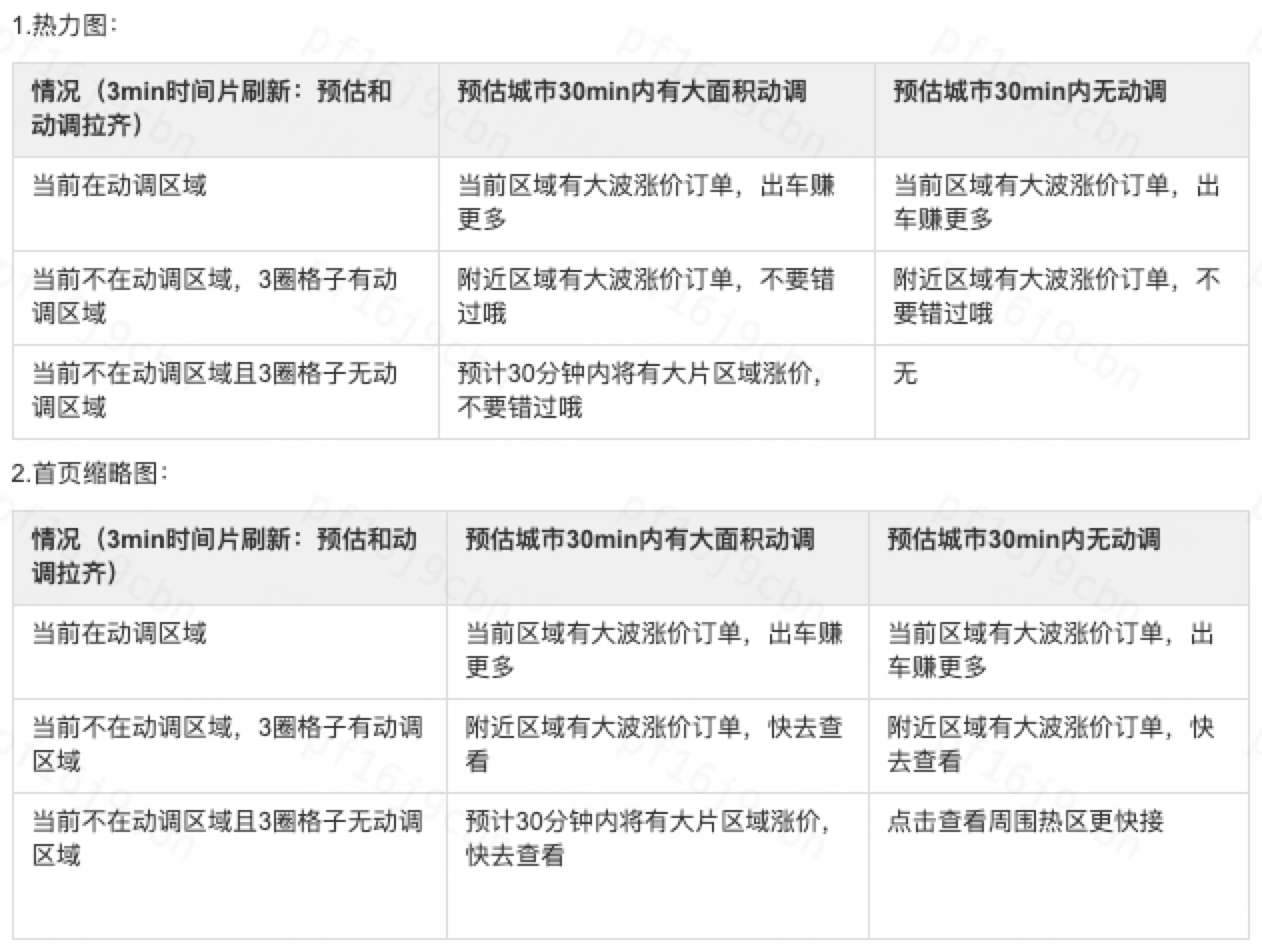 1.热力图：
情况（3min时间片刷新：预估和
动调拉齐）
预估城市30min内有大面积动调
预估城市30min内无动调
当前在动调区域
当前区域有大波涨价订单，出车赚
更多
当前区域有大波涨价订单，出
车赚更多
当前不在动调区域，3圈格子有动
调区域
附近区域有大波涨价订单，不要错
过哦
附近区域有大波涨价订单，不
要错过哦
当前不在动调区域且3圈格子无动
调区域
预计30分钟内将有大片区域涨价，
不要错过哦
无
2.首页缩略图：
情况（3min时间片刷新：预估和动
调拉齐）
预估城市30min内有大面积动调
预估城市30min内无动调
当前在动调区域
当前区域有大波涨价订单，出车赚
更多
当前区域有大波涨价订单，出
车赚更多
当前不在动调区域，3圈格子有动调
区域
附近区域有大波涨价订单，快去查
看
附近区域有大波涨价订单，快
去查看
当前不在动调区域且3圈格子无动调
区域
预计30分钟内将有大片区域涨价，
快去查看
点击查看周围热区更快接